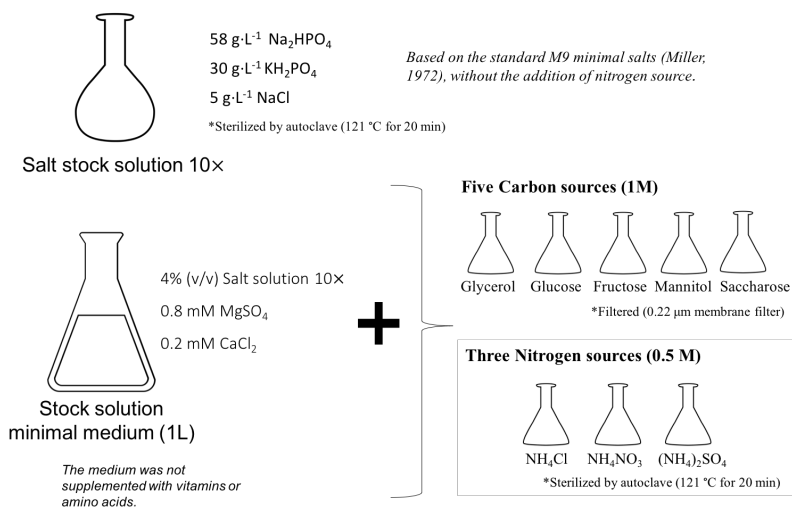 58 g·L⁻¹ Na₂HPO₄
30 g·L⁻¹ KH₂PO₄
5 g·L⁻¹ NaCl
*Sterilized by autoclave (121 °C for 20 min)
Based on the standard M9 minimal salts (Miller,
1972), without the addition of nitrogen source.
Salt stock solution 10×
4% (v/v) Salt solution 10×
0.8 mM MgSO₄
0.2 mM CaCl₂
Stock solution
minimal medium (1L)
The medium was not
supplemented with vitamins or
amino acids.
+
Five Carbon sources (1M)
Glycerol Glucose Fructose Mannitol Saccharose
*Filtered (0.22 μm membrane filter)
Three Nitrogen sources (0.5 M)
NH₄Cl NH₄NO₃ (NH₄)₂SO₄
*Sterilized by autoclave (121 °C for 20 min)